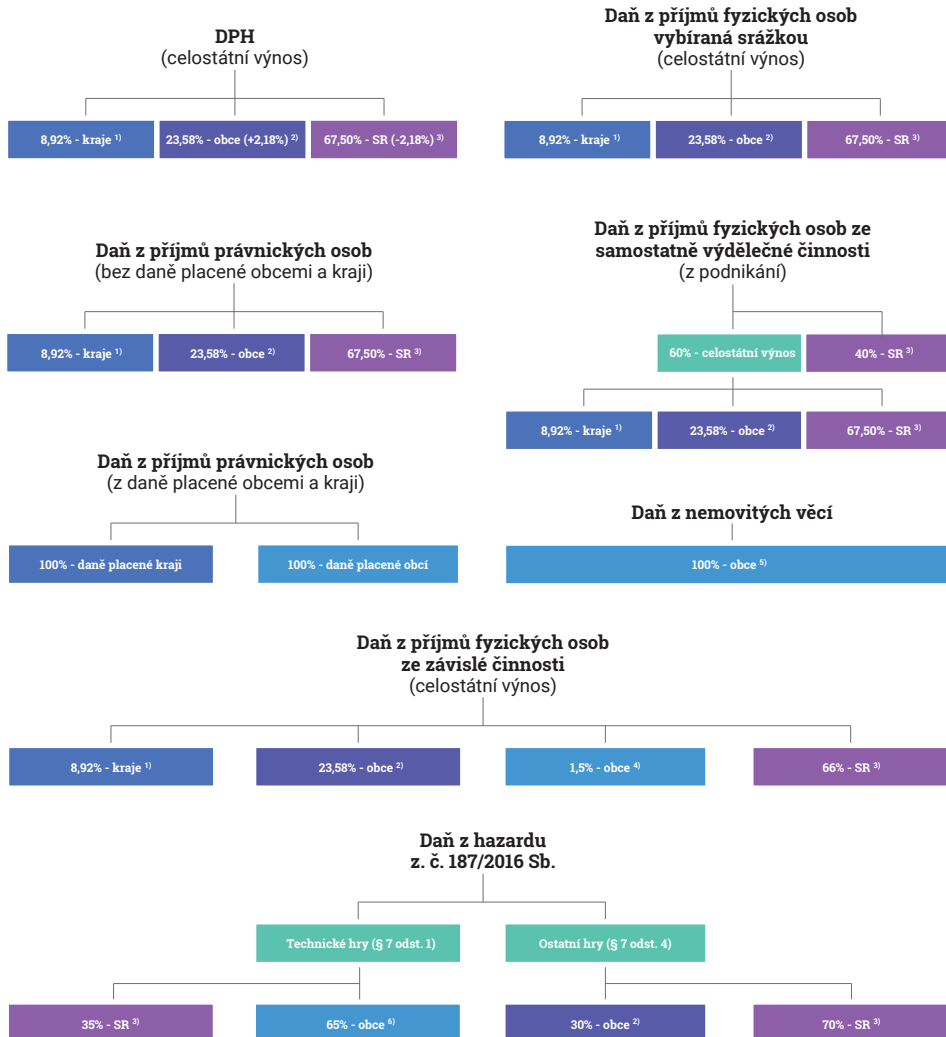 DPH
(celostátní výnos)
8,92% - kraje ¹⁾
23,58% - obce (+2,18%) ²⁾
67,50% - SR (-2,18%) ³⁾
Daň z příjmů fyzických osob
vybíraná srážkou
(celostátní výnos)
8,92% - kraje ¹⁾
23,58% - obce ²⁾
67,50% - SR ³⁾
Daň z příjmů právnických osob
(bez daně placené obcemi a kraji)
8,92% - kraje ¹⁾
23,58% - obce ²⁾
67,50% - SR ³⁾
Daň z příjmů fyzických osob ze
samostatně výdělečné činnosti
(z podnikání)
60% - celostátní výnos
40% - SR ³⁾
8,92% - kraje ¹⁾
23,58% - obce ²⁾
67,50% - SR ³⁾
Daň z příjmů právnických osob
(z daně placené obcemi a kraji)
100% - daně placené kraji
100% - daně placené obcí
Daň z nemovitých věcí
100% - obce ⁵⁾
Daň z příjmů fyzických osob
ze závislé činnosti
(celostátní výnos)
8,92% - kraje ¹⁾
23,58% - obce ²⁾
1,5% - obce ⁴⁾
66% - SR ³⁾
Daň z hazardu
z. č. 187/2016 Sb.
Technické hry (§ 7 odst. 1)
Ostatní hry (§ 7 odst. 4)
35% - SR ³⁾
65% - obce ⁶⁾
30% - obce ²⁾
70% - SR ³⁾